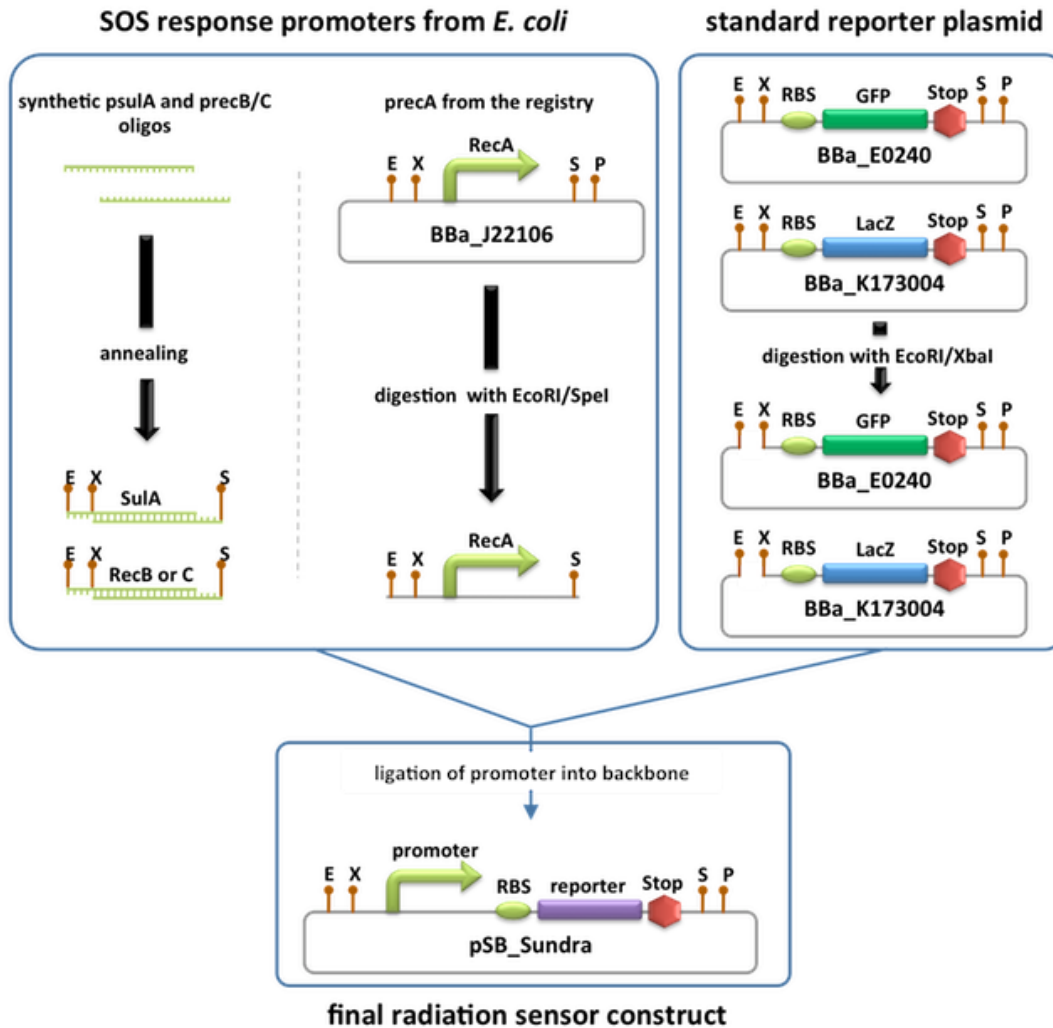 SOS response promoters from E. coli
standard reporter plasmid
synthetic psulA and precB/C
oligos
annealing
E X S
SulA
E X S
RecB or C
precA from the registry
RecA
E X S P
BBa_J22106
digestion with EcoRI/SpeI
RecA
E X S
E X RBS GFP Stop S P
BBa_E0240
E X RBS LacZ Stop S P
BBa_K173004
digestion with EcoRI/XbaI
E X RBS GFP Stop S P
BBa_E0240
E X RBS LacZ Stop S P
BBa_K173004
ligation of promoter into backbone
promoter
E X RBS reporter Stop S P
pSB_Sundra
final radiation sensor construct